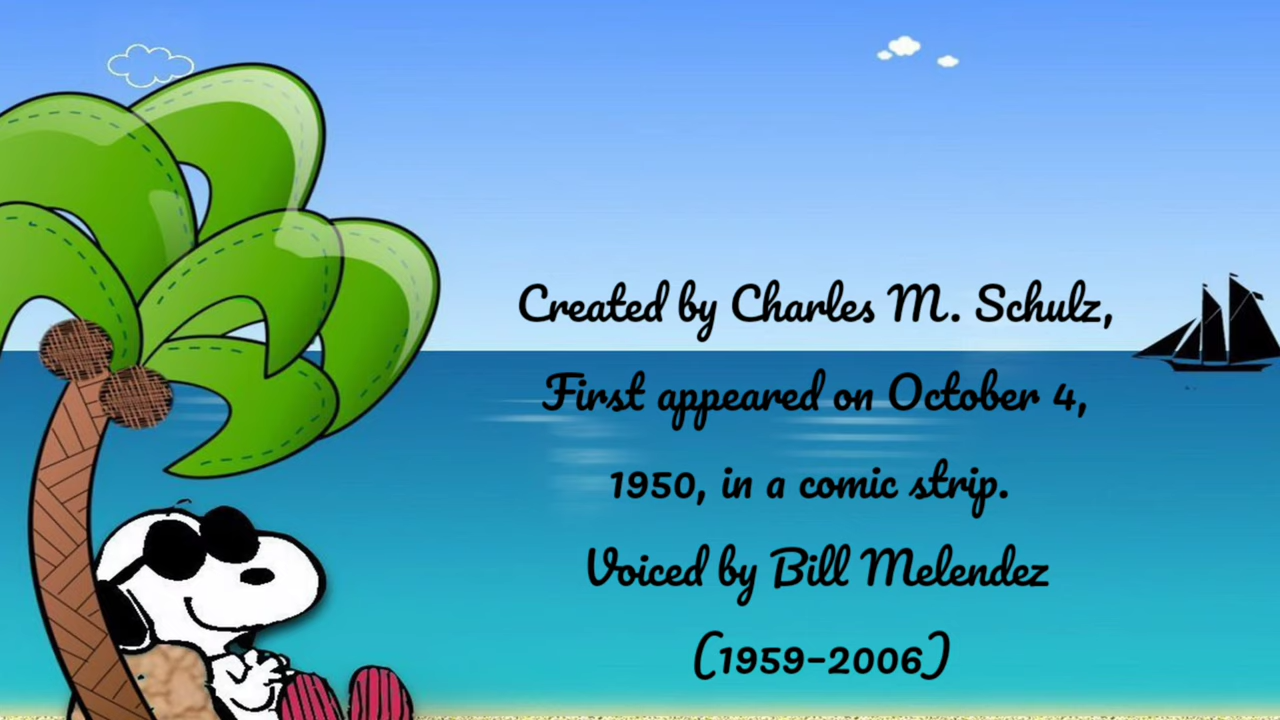 Created by Charles M. Schulz,
First appeared on October 4,
1950, in a comic strip.
Voiced by Bill Melendez
(1959-2006)